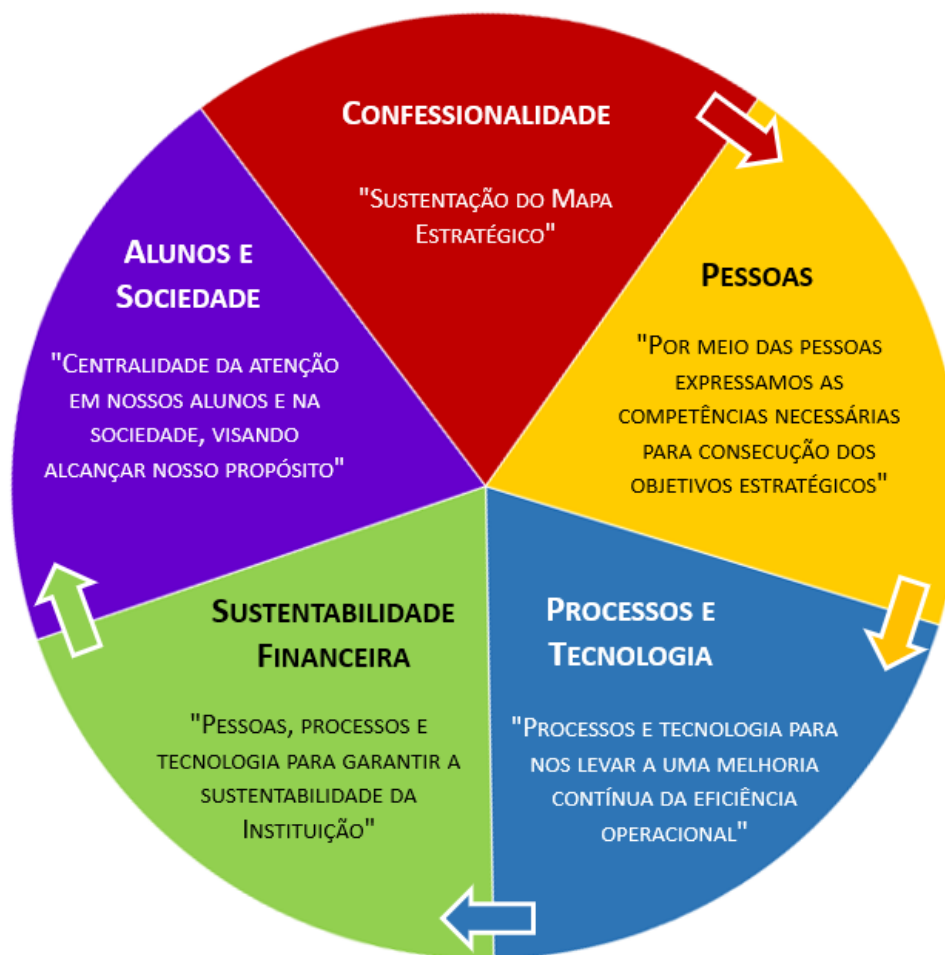 CONFESSIONALIDADE
"SUSTENTAÇÃO DO MAPA
ESTRATÉGICO"
PESSOAS
"POR MEIO DAS PESSOAS
EXPRESSAMOS AS
COMPETÊNCIAS NECESSÁRIAS
PARA CONSECUÇÃO DOS
OBJETIVOS ESTRATÉGICOS"
PROCESSOS E
TECNOLOGIA
"PROCESSOS E TECNOLOGIA PARA
NOS LEVAR A UMA MELHORIA
CONTÍNUA DA EFICIÊNCIA
OPERACIONAL"
SUSTENTABILIDADE
FINANCEIRA
"PESSOAS, PROCESSOS E
TECNOLOGIA PARA GARANTIR A
SUSTENTABILIDADE DA
INSTITUIÇÃO"
ALUNOS E
SOCIEDADE
"CENTRALIDADE DA ATENÇÃO
EM NOSSOS ALUNOS E NA
SOCIEDADE, VISANDO
ALCANÇAR NOSSO PROPÓSITO"